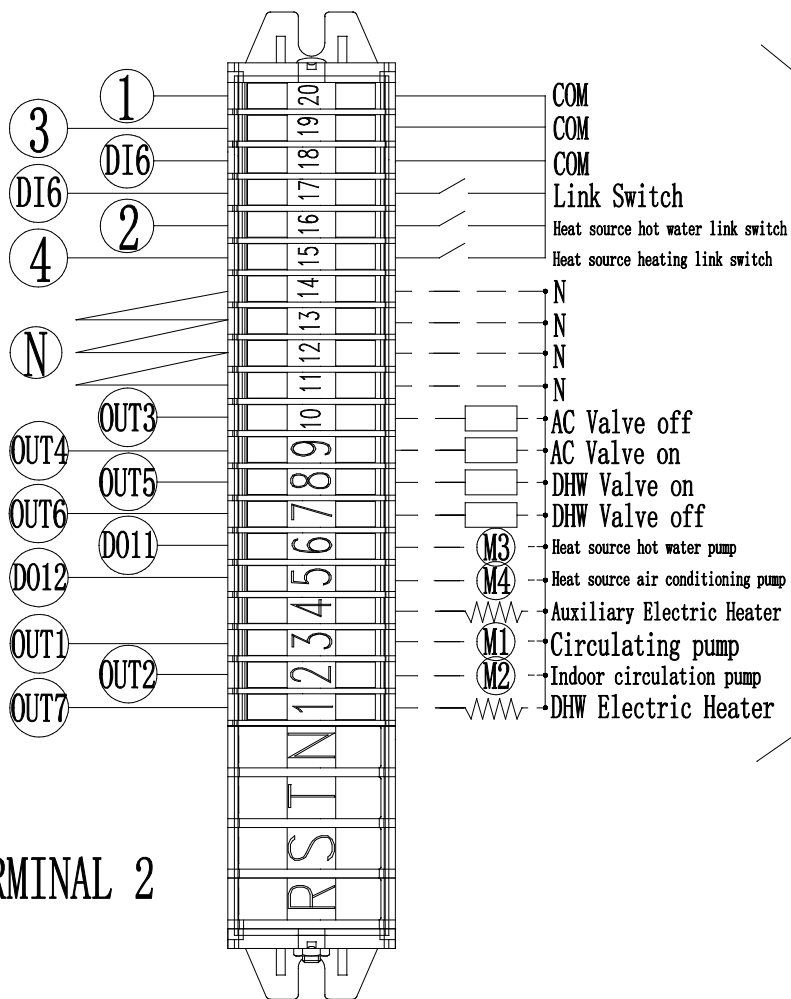 1 20 COM
3 19 COM
DI6 18 COM
DI6 17 Link Switch
2 16 Heat source hot water link switch
4 15 Heat source heating link switch
14 N
13 N
N 12 N
11 N
OUT3 10 AC Valve off
OUT4 9 AC Valve on
OUT5 8 DHW Valve on
OUT6 7 DHW Valve off
DO11 6 M3 Heat source hot water pump
DO12 5 M4 Heat source air conditioning pump
4 Auxiliary Electric Heater
OUT1 3 M1 Circulating pump
OUT2 2 M2 Indoor circulation pump
OUT7 1 DHW Electric Heater
N
T
S
R
RMINAL 2